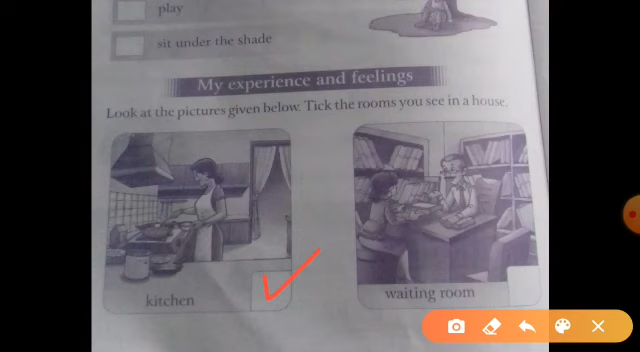 play
sit under the shade
My experience and feelings
Look at the pictures given below. Tick the rooms you see in a house.
kitchen
waiting room